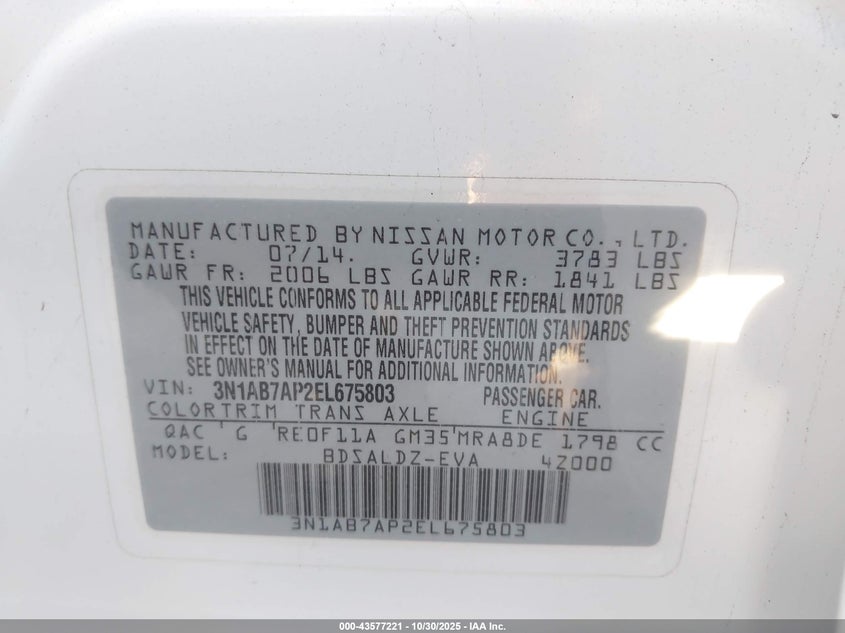 MANUFACTURED BY NISSAN MOTOR CO., LTD.
DATE: 07/14. GVWR: 3783 LBS
GAWR FR: 2006 LBS GAWR RR: 1841 LBS
THIS VEHICLE CONFORMS TO ALL APPLICABLE FEDERAL MOTOR
VEHICLE SAFETY, BUMPER AND THEFT PREVENTION STANDARDS
IN EFFECT ON THE DATE OF MANUFACTURE SHOWN ABOVE.
SEE OWNER'S MANUAL FOR ADDITIONAL INFORMATION.
VIN: 3N1AB7AP2EL675803 PASSENGER CAR.
COLOR TRIM TRANS AXLE ENGINE
QAC G RE0F11A GM35 MRA8DE 1798 CC
MODEL: BDSALDZ-EVA 42000
3N1AB7AP2EL675803
000-43577221 - 10/30/2025 - IAA Inc.